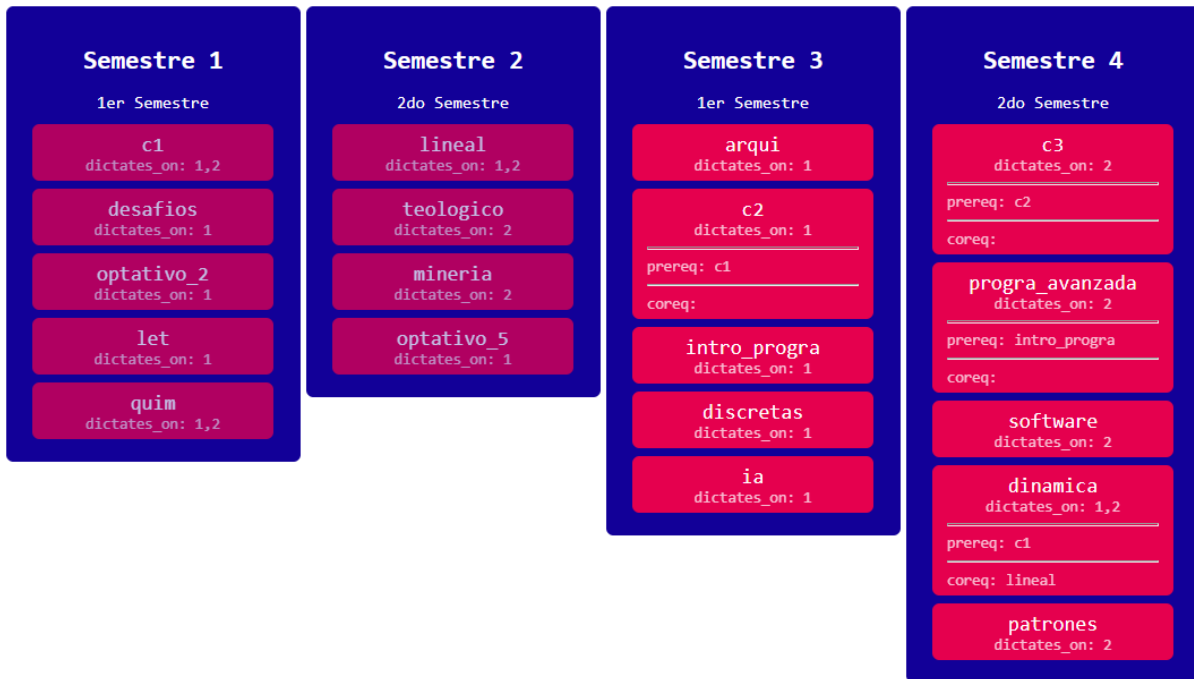 Semestre 1
1er Semestre
c1
dictates_on: 1,2
desafios
dictates_on: 1
optativo_2
dictates_on: 1
let
dictates_on: 1
quim
dictates_on: 1,2
Semestre 2
2do Semestre
lineal
dictates_on: 1,2
teologico
dictates_on: 2
mineria
dictates_on: 2
optativo_5
dictates_on: 1
Semestre 3
1er Semestre
arqui
dictates_on: 1
c2
dictates_on: 1
prereq: c1
coreq:
intro_progra
dictates_on: 1
discretas
dictates_on: 1
ia
dictates_on: 1
Semestre 4
2do Semestre
c3
dictates_on: 2
prereq: c2
coreq:
progra_avanzada
dictates_on: 2
prereq: intro_progra
coreq:
software
dictates_on: 2
dinamica
dictates_on: 1,2
prereq: c1
coreq: lineal
patrones
dictates_on: 2